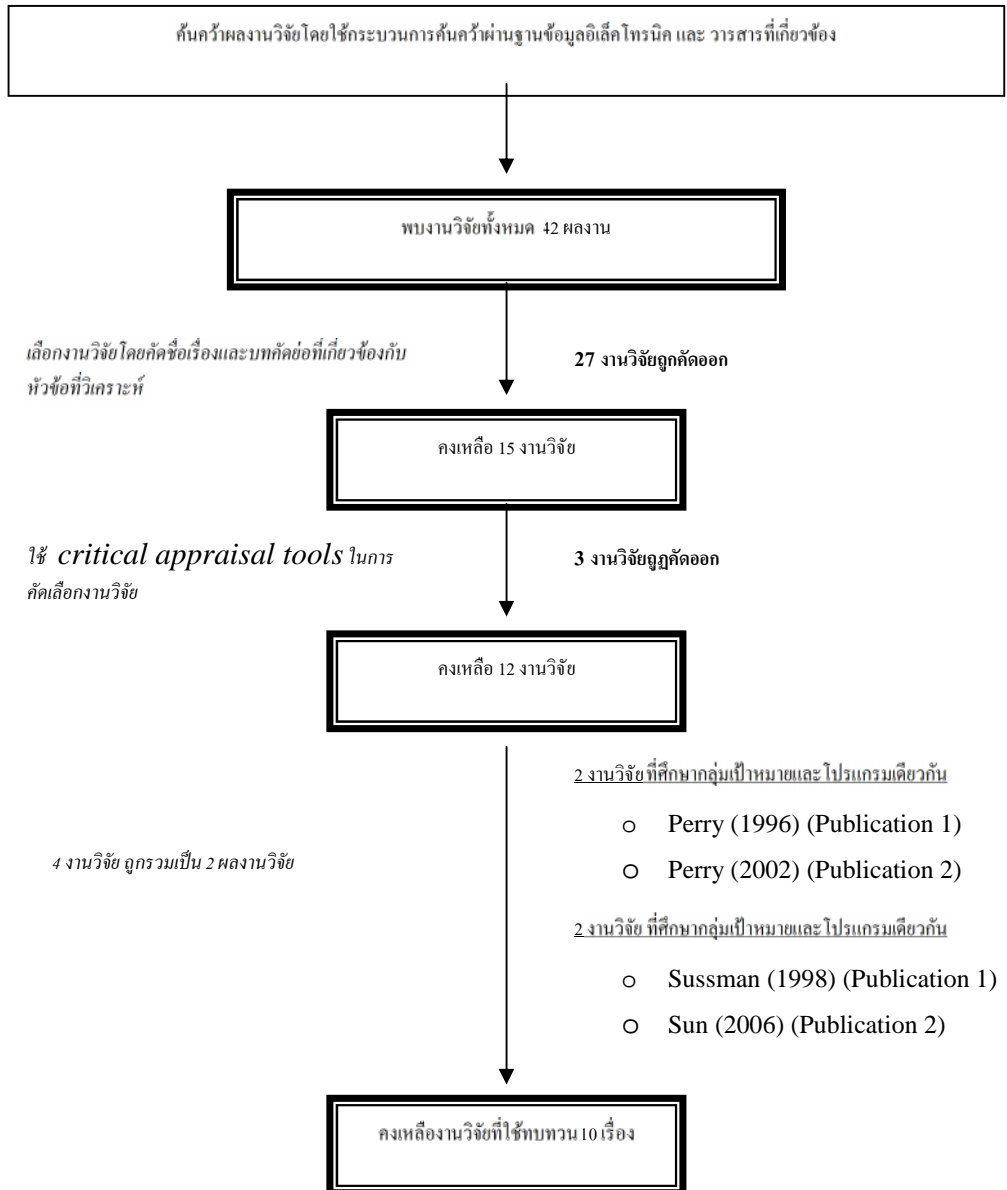 ค้นคว้าผลงานวิจัยโดยใช้กระบวนการค้นคว้าผ่านฐานข้อมูลอิเล็คโทรนิค และ วารสารที่เกี่ยวข้อง
พบงานวิจัยทั้งหมด 42 ผลงาน
เลือกงานวิจัยโดยคัดชื่อเรื่องและบทคัดย่อที่เกี่ยวข้องกับ
หัวข้อที่วิเคราะห์
27 งานวิจัยถูกคัดออก
คงเหลือ 15 งานวิจัย
ใช้ critical appraisal tools ในการ
คัดเลือกงานวิจัย
3 งานวิจัยถูฏคัดออก
คงเหลือ 12 งานวิจัย
2 งานวิจัย ที่ศึกษากลุ่มเป้าหมายและโปรแกรมเดียวกัน
o Perry (1996) (Publication 1)
o Perry (2002) (Publication 2)
4 งานวิจัย ถูกรวมเป็น 2 ผลงานวิจัย
2 งานวิจัย ที่ศึกษากลุ่มเป้าหมายและโปรแกรมเดียวกัน
o Sussman (1998) (Publication 1)
o Sun (2006) (Publication 2)
คงเหลืองานวิจัยที่ใช้ทบทวน 10 เรื่อง